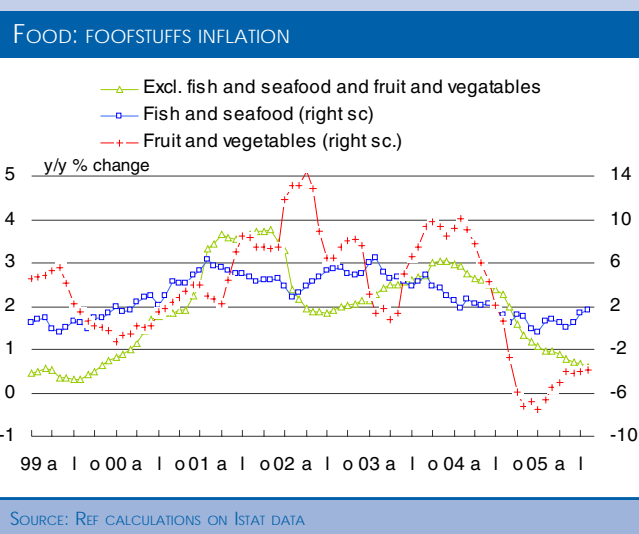 FOOD: FOOFSTUFFS INFLATION
Excl. fish and seafood and fruit and vegatables
Fish and seafood (right sc)
Fruit and vegetables (right sc.)
y/y % change
5 14
4 10
3 6
2 2
1 -2
0 -6
-1 -10
99 a l o 00 a l o 01 a l o 02 a l o 03 a l o 04 a l o 05 a l
SOURCE: REF CALCULATIONS ON ISTAT DATA